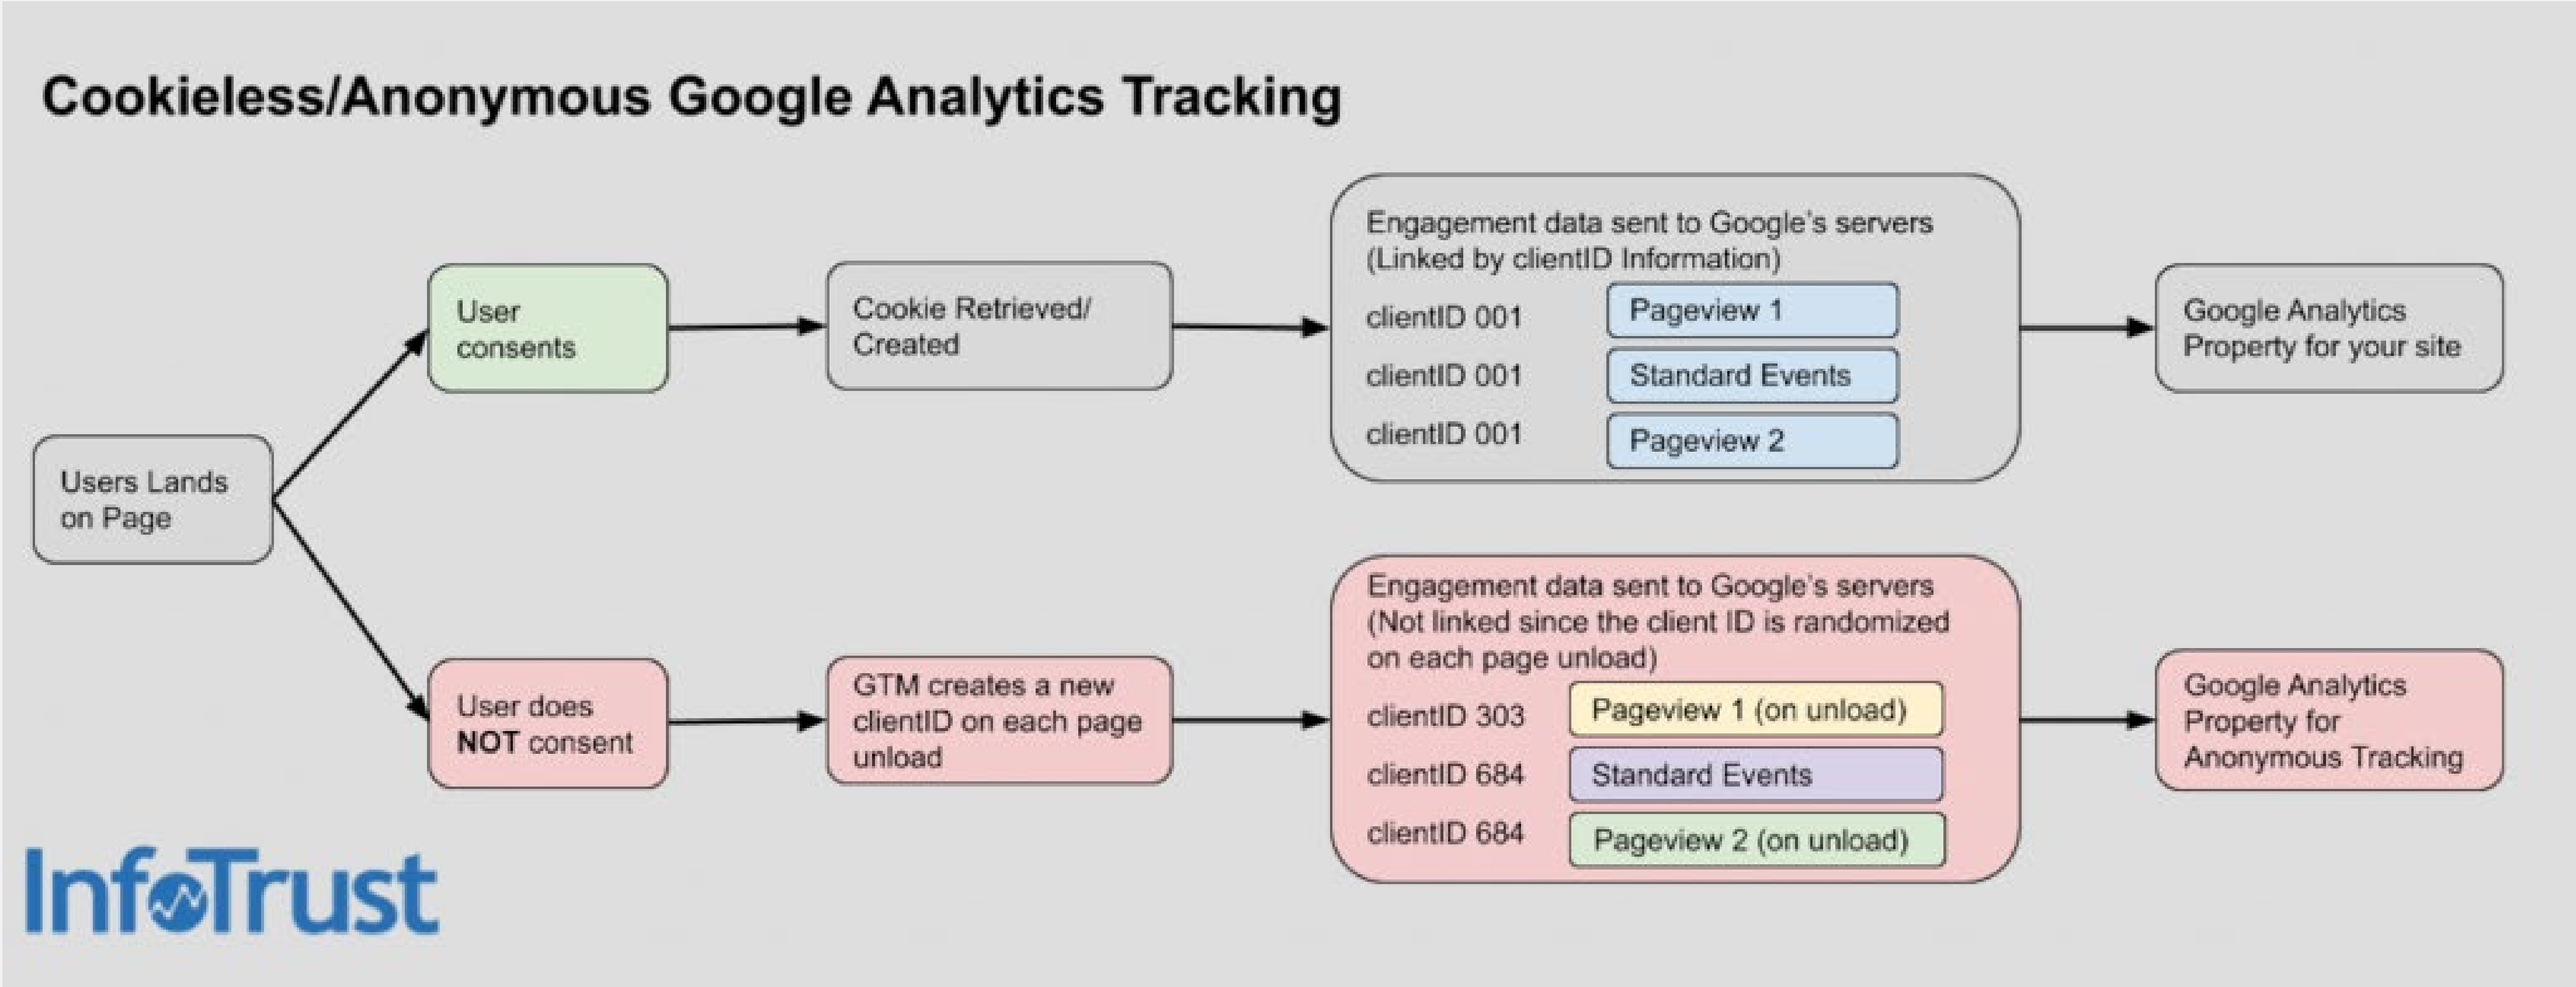 Cookieless/Anonymous Google Analytics Tracking
Users Lands
on Page
User
consents
Cookie Retrieved/
Created
Engagement data sent to Google's servers
(Linked by clientID Information)
clientID 001 Pageview 1
clientID 001 Standard Events
clientID 001 Pageview 2
Google Analytics
Property for your site
User does
NOT consent
GTM creates a new
clientID on each page
unload
Engagement data sent to Google's servers
(Not linked since the client ID is randomized
on each page unload)
clientID 303 Pageview 1 (on unload)
clientID 684 Standard Events
clientID 684 Pageview 2 (on unload)
Google Analytics
Property for
Anonymous Tracking
InfoTrust